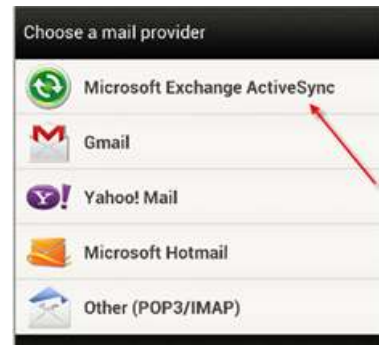 Choose a mail provider
Microsoft Exchange ActiveSync
Gmail
Yahoo! Mail
Microsoft Hotmail
Other (POP3/IMAP)